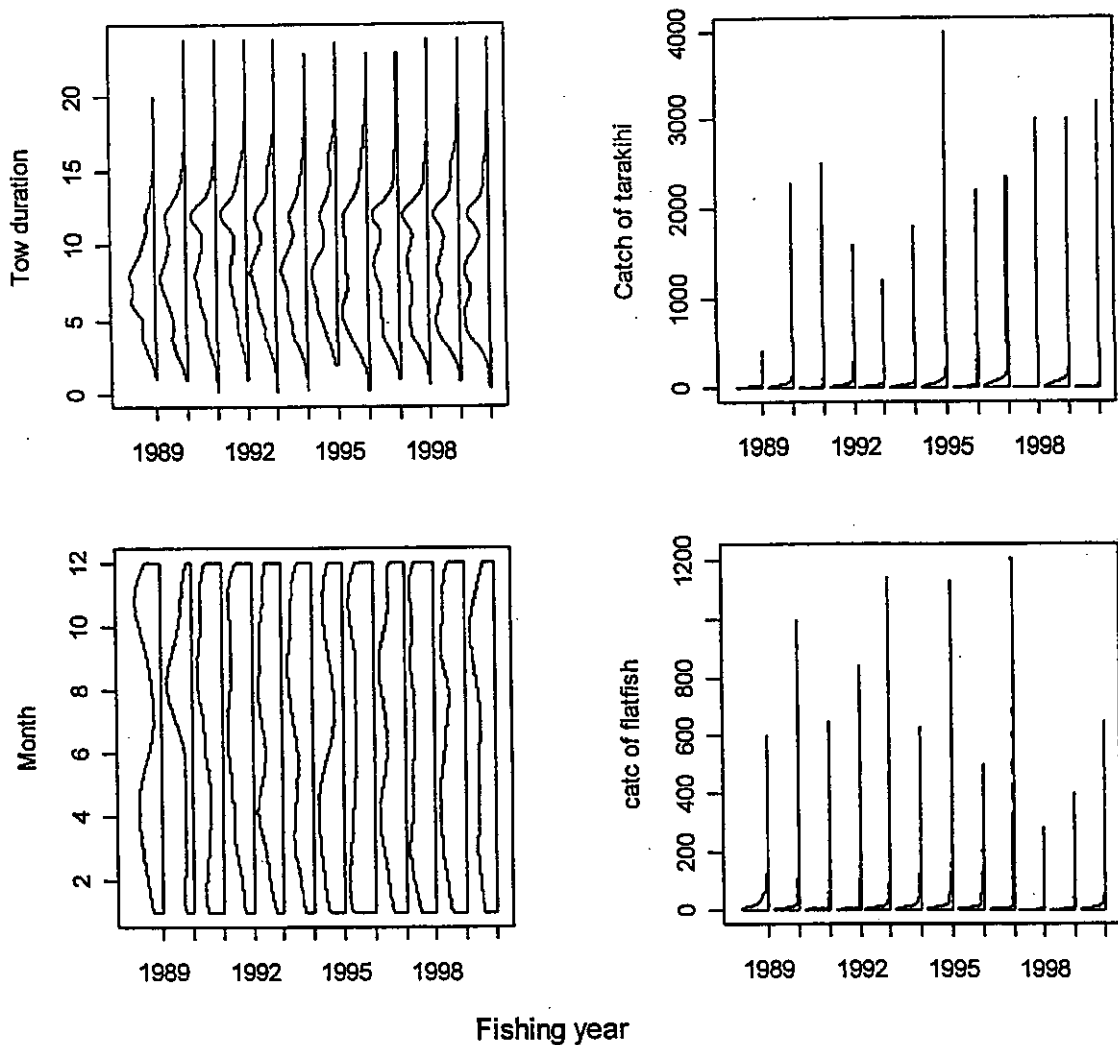 Tow duration
20
15
10
5
0
1989 1992 1995 1998
Catch of tarakihi
4000
3000
2000
1000
0
1989 1992 1995 1998
Month
12
10
8
6
4
2
1989 1992 1995 1998
catc of flatfish
1200
800
600
400
200
0
1989 1992 1995 1998
Fishing year